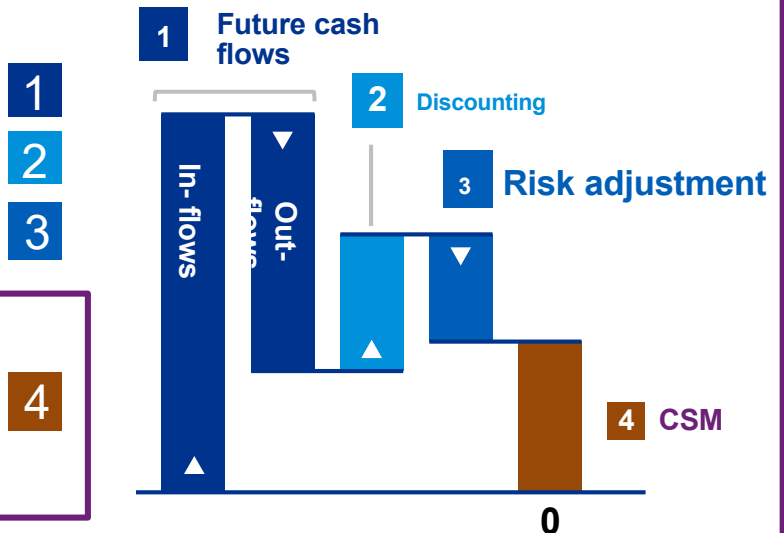 1
2
3
4
1
Future cash
flows
2
Discounting
3
Risk adjustment
In- flows
Out-
flows
4
CSM
0